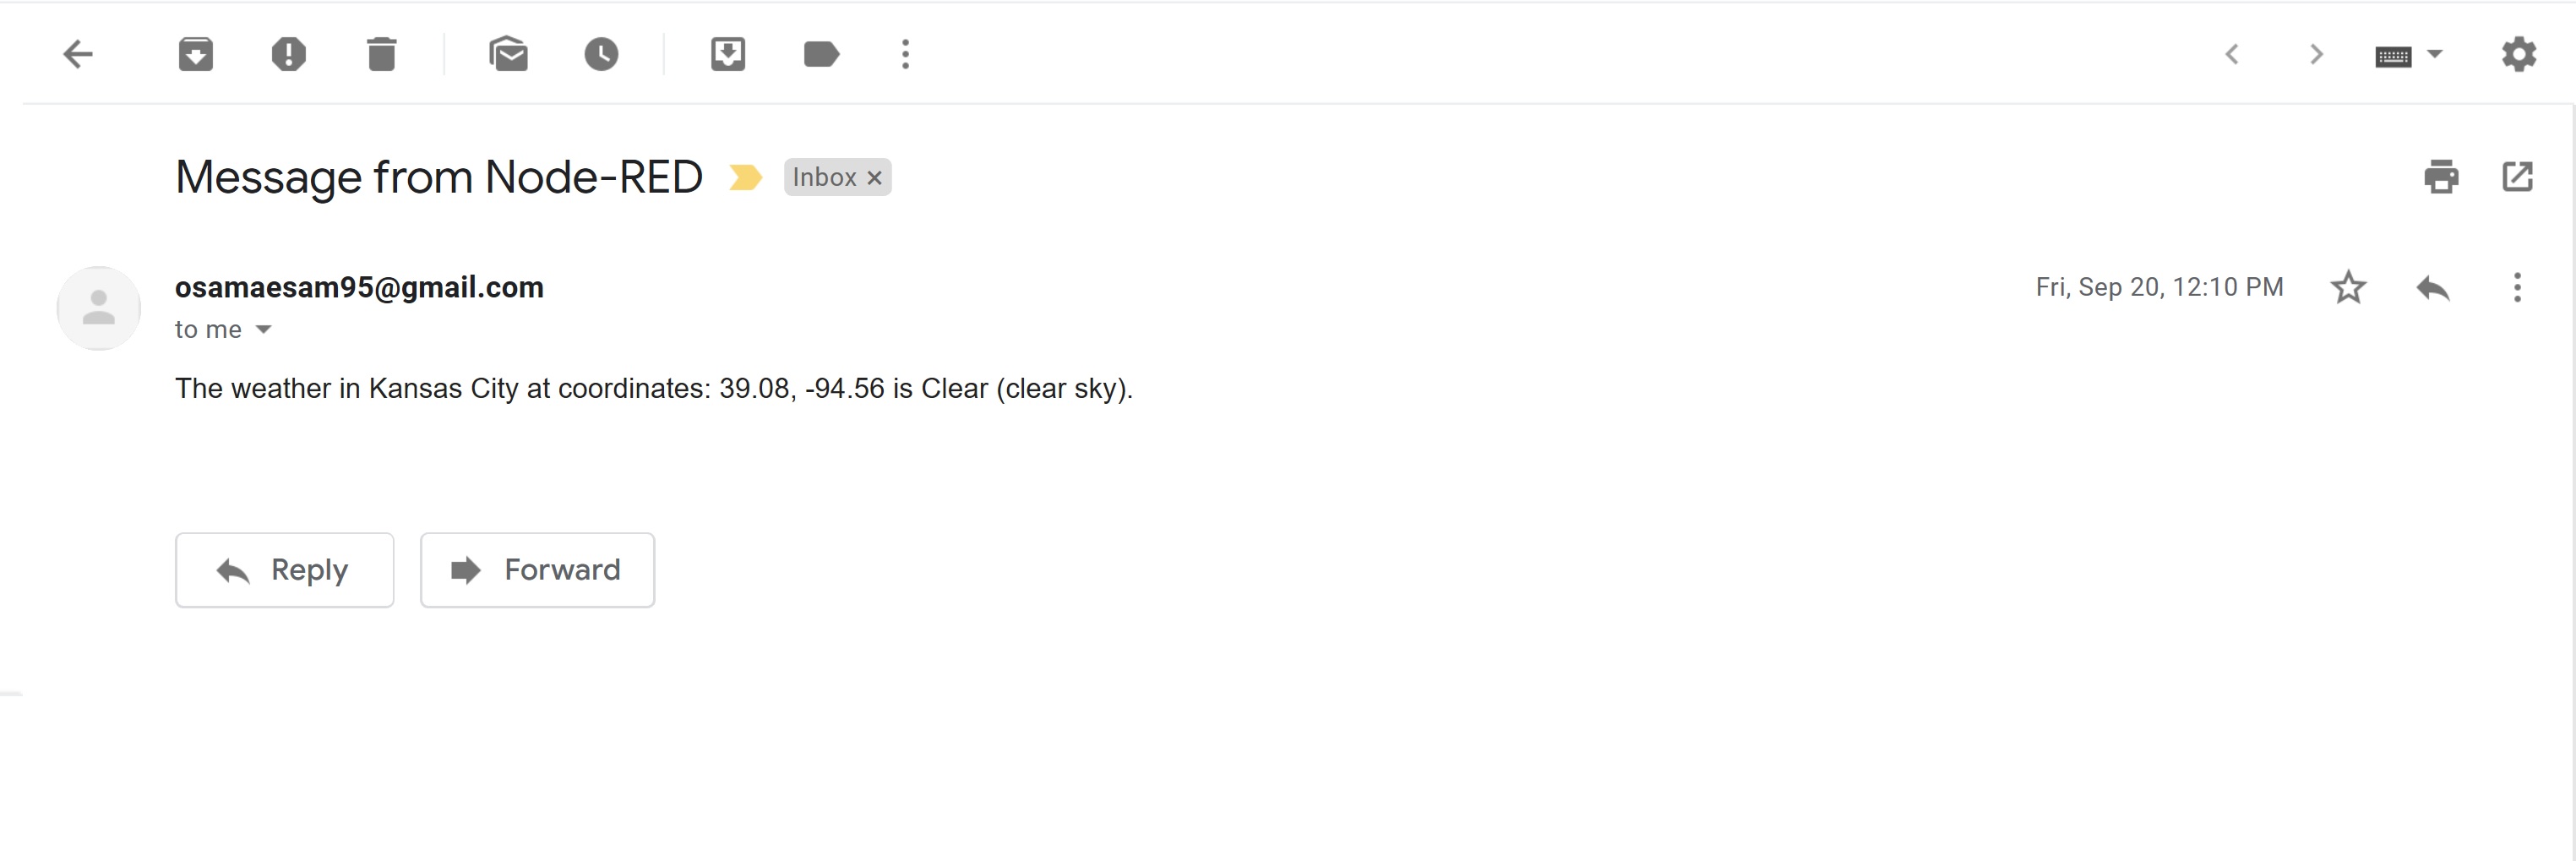 Message from Node-RED Inbox ×
osamaesam95@gmail.com Fri, Sep 20, 12:10 PM
to me
The weather in Kansas City at coordinates: 39.08, -94.56 is Clear (clear sky).
Reply Forward